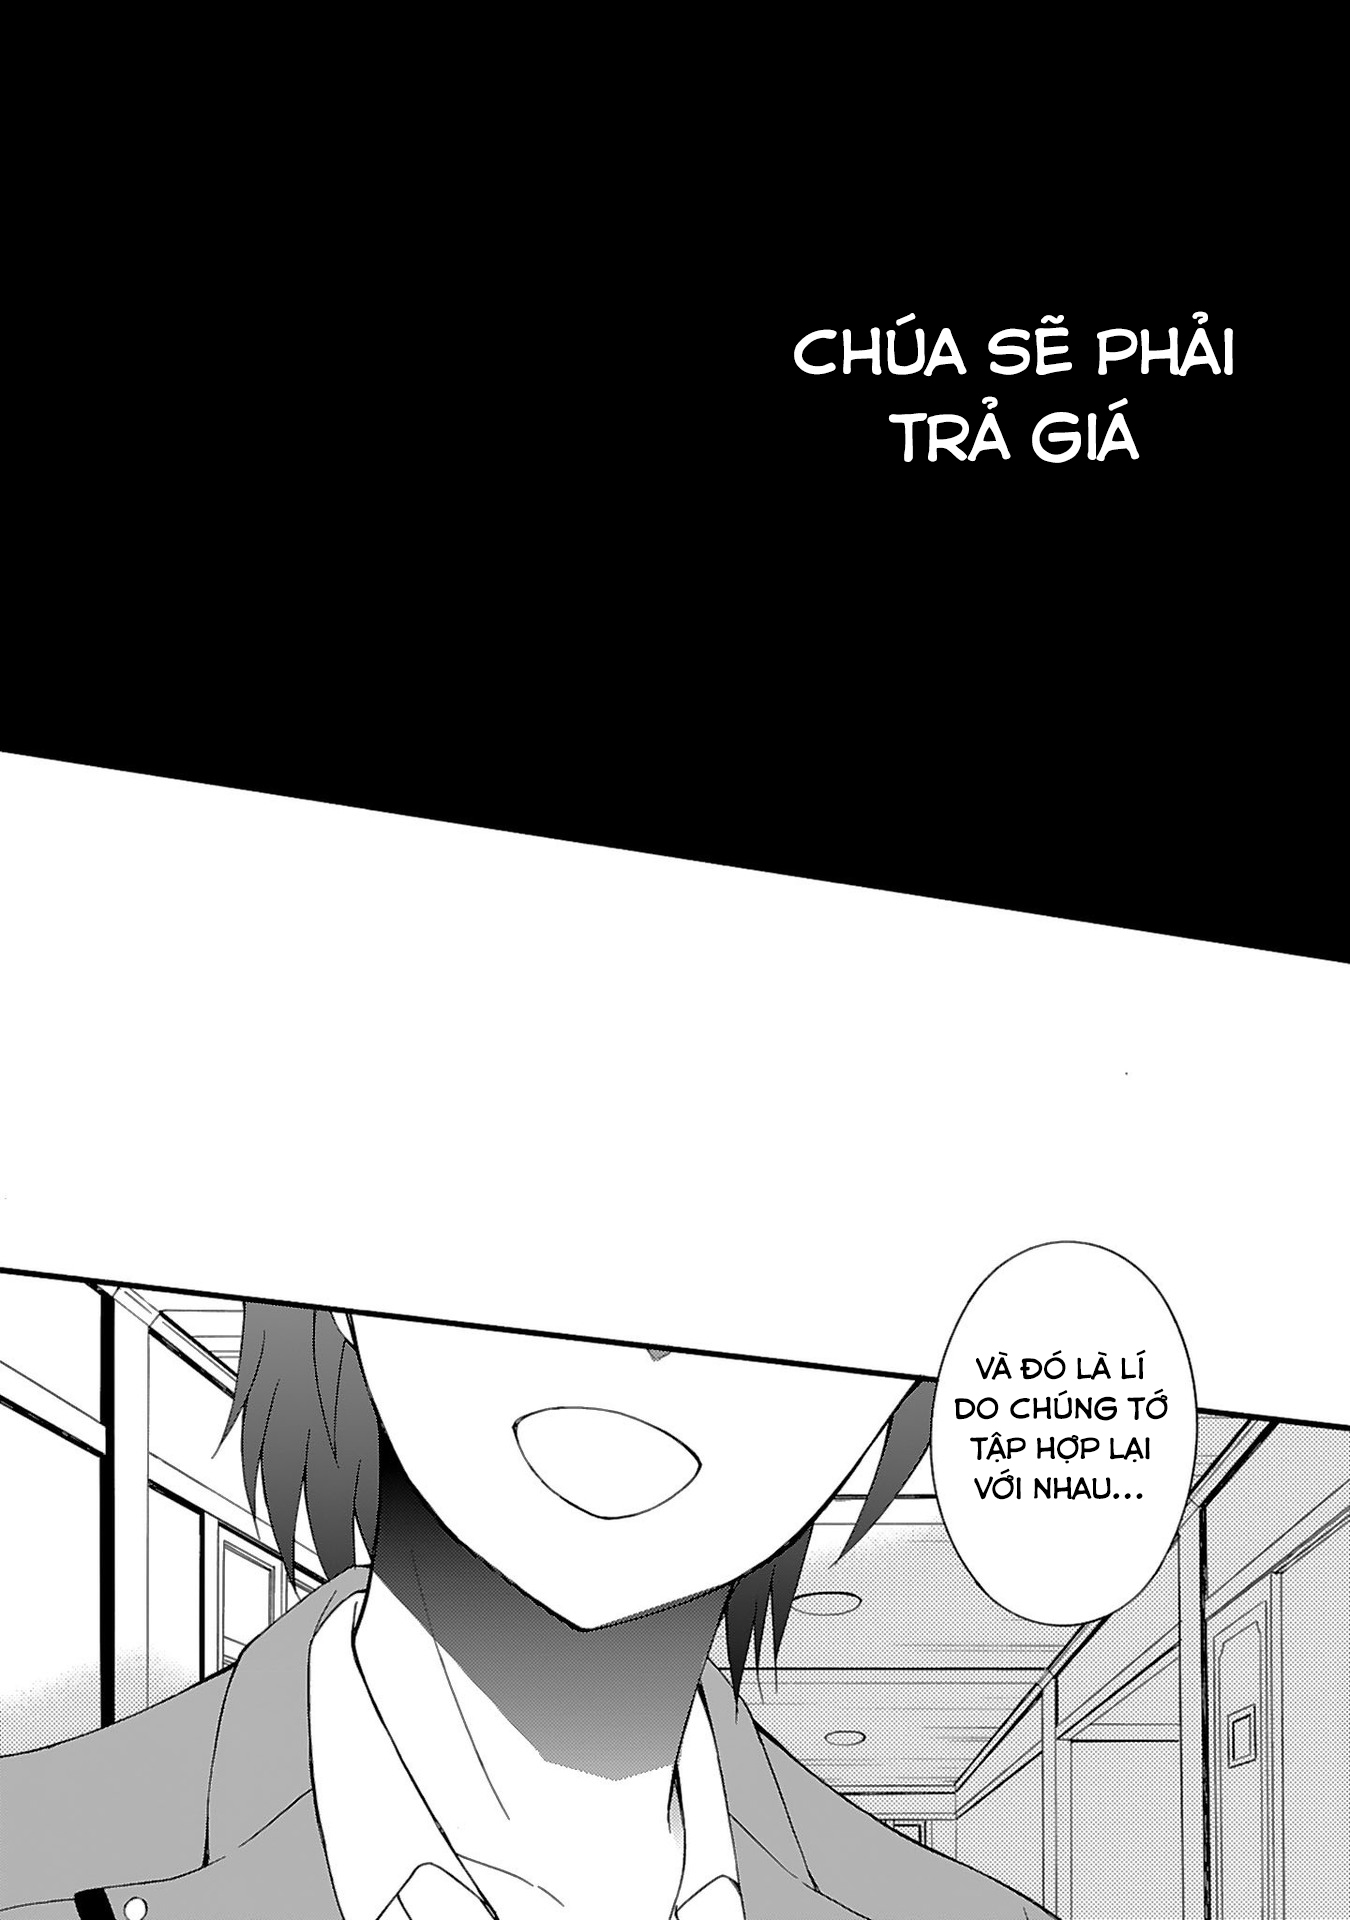 CHÚA SẼ PHẢI
TRẢ GIÁ
VÀ ĐÓ LÀ LÍ
DO CHÚNG TỚ
TẬP HỢP LẠI
VỚI NHAU...